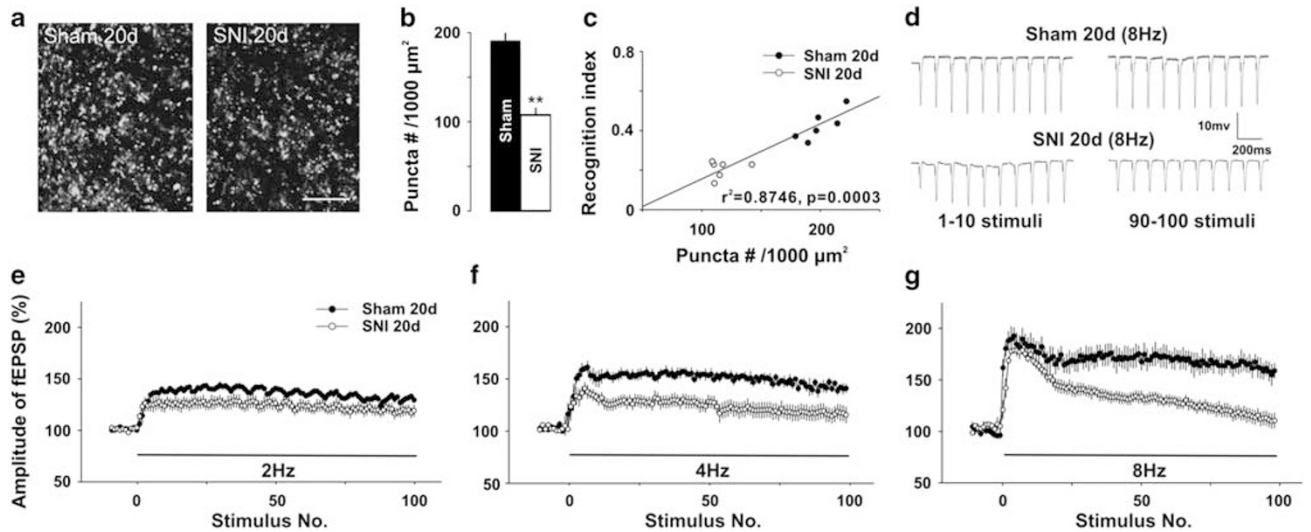 a
Sham 20d
SNI 20d
b
Puncta # /1000 µm²
200
100
0
Sham
SNI
**
c
Recognition index
0.8
0.4
0
Sham 20d
SNI 20d
r²=0.8746, p=0.0003
100
200
Puncta # /1000 µm²
d
Sham 20d (8Hz)
10mv
200ms
SNI 20d (8Hz)
1-10 stimuli
90-100 stimuli
e
Amplitude of fEPSP (%)
200
150
100
50
Sham 20d
SNI 20d
2Hz
0
50
100
Stimulus No.
f
200
150
100
50
4Hz
0
50
100
Stimulus No.
g
200
150
100
50
8Hz
0
50
100
Stimulus No.